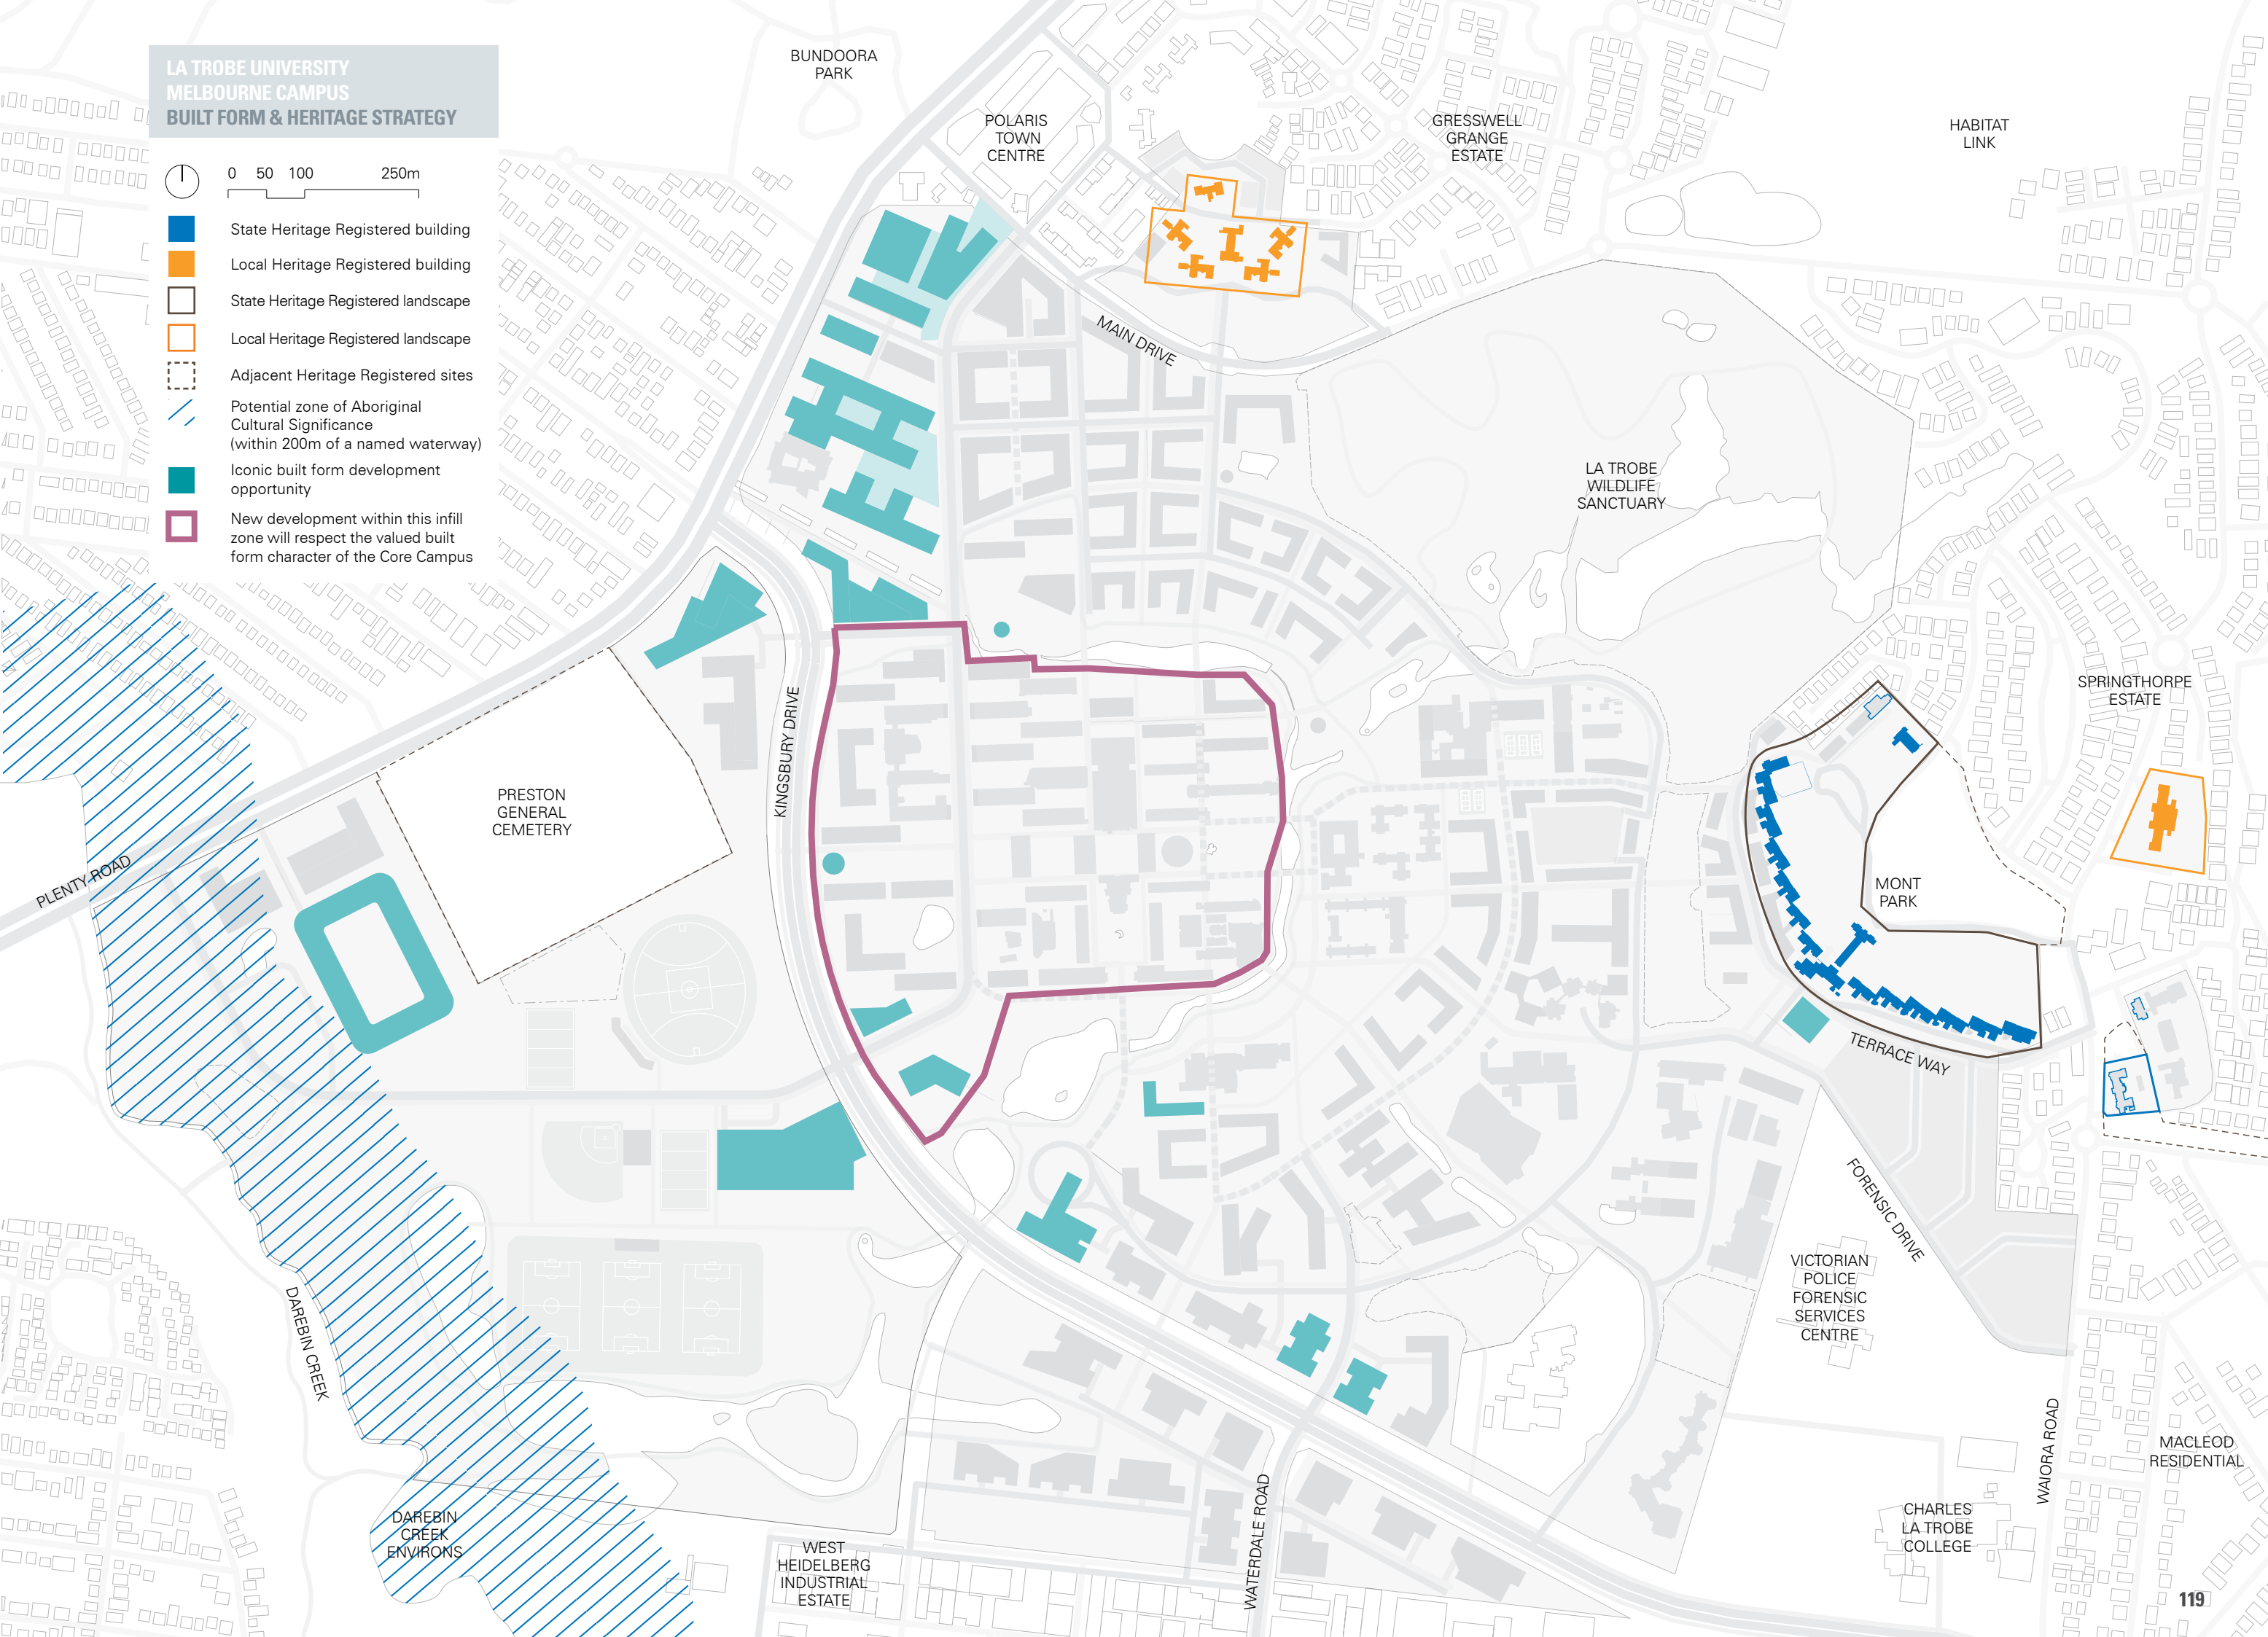 LA TROBE UNIVERSITY
MELBOURNE CAMPUS
BUILT FORM & HERITAGE STRATEGY
0 50 100 250m
State Heritage Registered building
Local Heritage Registered building
State Heritage Registered landscape
Local Heritage Registered landscape
Adjacent Heritage Registered sites
Potential zone of Aboriginal
Cultural Significance
(within 200m of a named waterway)
Iconic built form development
opportunity
New development within this infill
zone will respect the valued built
form character of the Core Campus
BUNDOORA
PARK
POLARIS
TOWN
CENTRE
GRESSWELL
GRANGE
ESTATE
HABITAT
LINK
MAIN DRIVE
LA TROBE
WILDLIFE
SANCTUARY
SPRINGTHORPE
ESTATE
KINGSBURY DRIVE
PRESTON
GENERAL
CEMETERY
PLENTY ROAD
MONT
PARK
TERRACE WAY
FORENSIC DRIVE
VICTORIAN
POLICE
FORENSIC
SERVICES
CENTRE
DAREBIN CREEK
WAIORA ROAD
MACLEOD
RESIDENTIAL
DAREBIN
CREEK
ENVIRONS
WEST
HEIDELBERG
INDUSTRIAL
ESTATE
WATERDALE ROAD
CHARLES
LA TROBE
COLLEGE
119